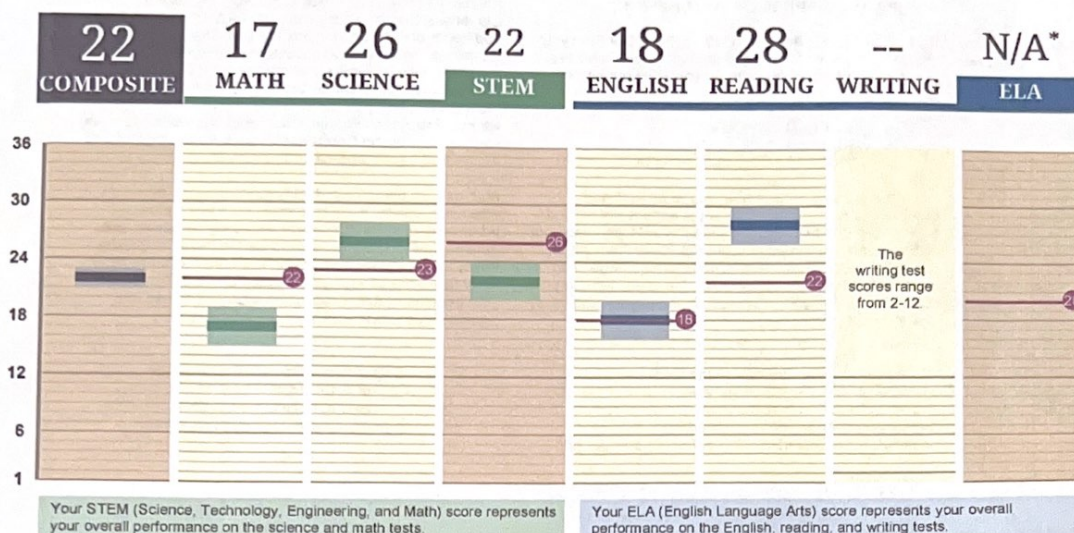 22 17 26 22 18 28 -- N/A*
COMPOSITE MATH SCIENCE STEM ENGLISH READING WRITING ELA
36
30
24
18
12
6
1
22
23
26
18
22
The
writing test
scores range
from 2-12.
Your STEM (Science, Technology, Engineering, and Math) score represents
your overall performance on the science and math tests.
Your ELA (English Language Arts) score represents your overall
performance on the English, reading, and writing tests.